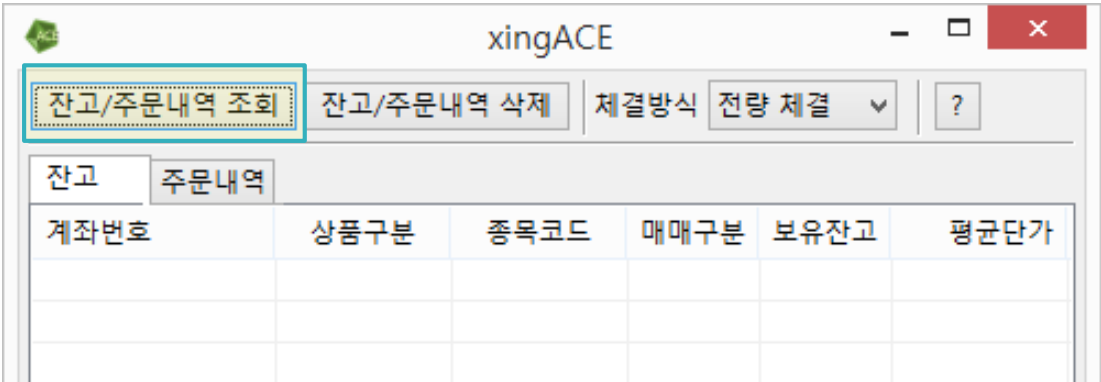 ACE
xingACE
잔고/주문내역 조회 잔고/주문내역 삭제 체결방식 전량 체결 ?
잔고 주문내역
계좌번호 상품구분 종목코드 매매구분 보유잔고 평균단가